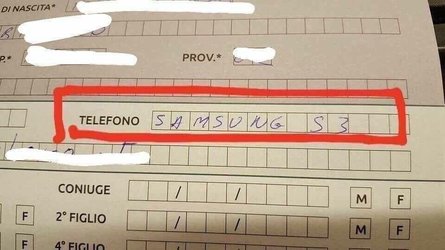 DI NASCITA*
P.* PROV.*
TELEFONO SAMSUNG S3
CONIUGE / / M F
F 2° FIGLIO / / M F
F 4° FIGLIO F